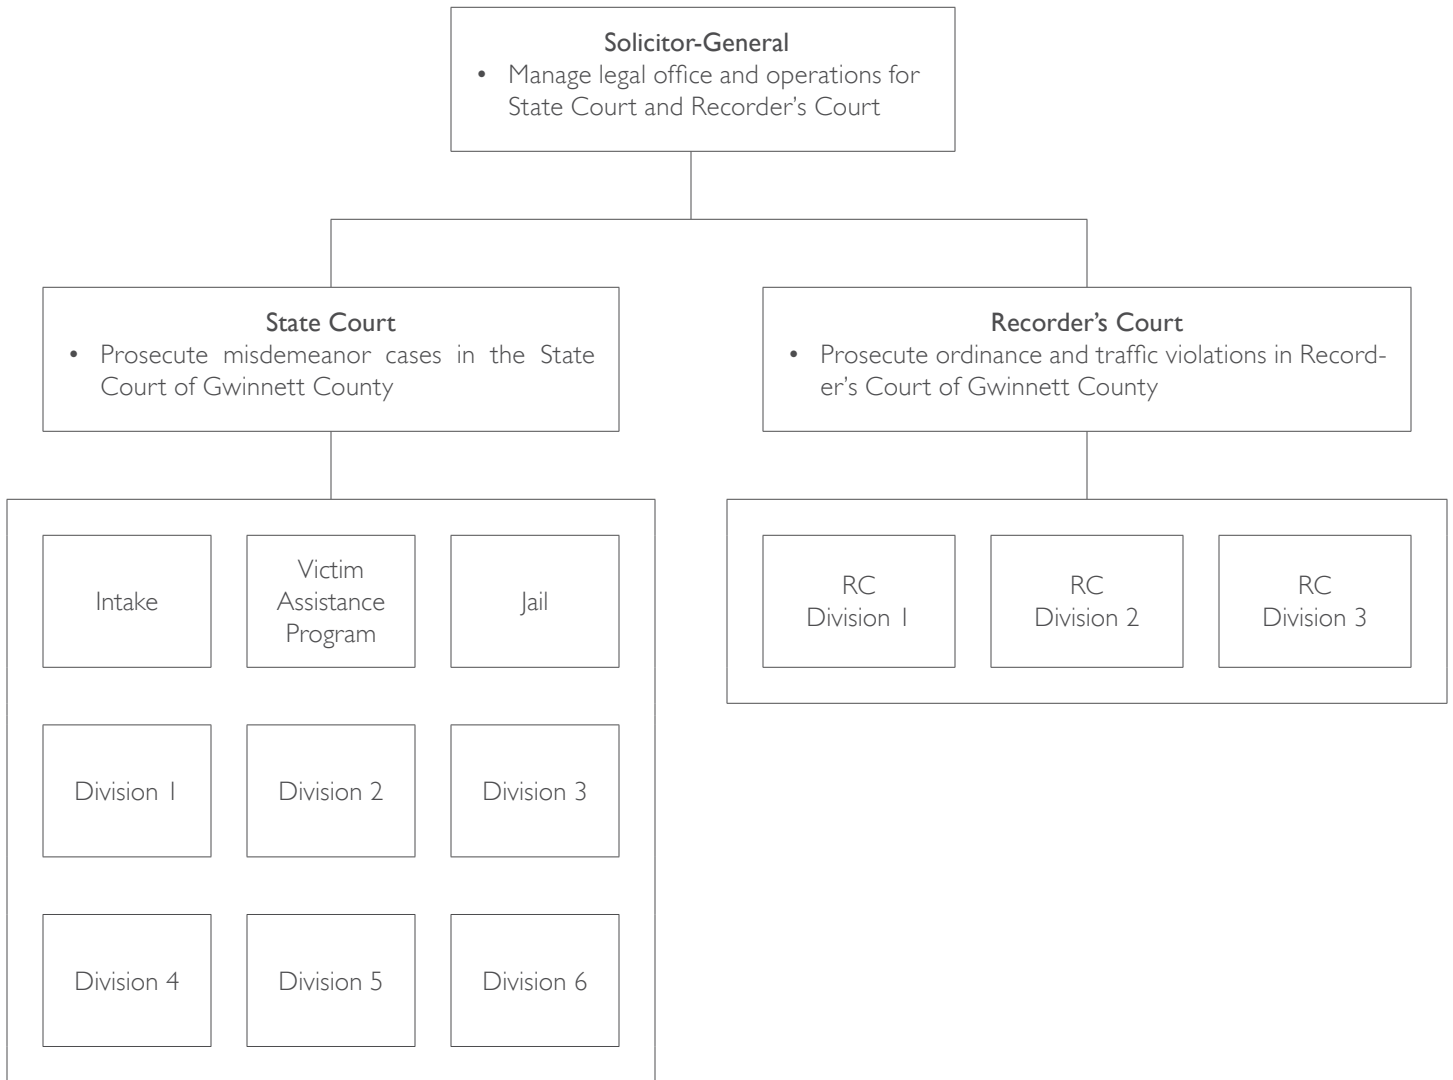 Solicitor-General
• Manage legal office and operations for
State Court and Recorder’s Court
State Court
• Prosecute misdemeanor cases in the State
Court of Gwinnett County
Recorder’s Court
• Prosecute ordinance and traffic violations in Record-
er’s Court of Gwinnett County
Intake
Victim
Assistance
Program
Jail
Division 1
Division 2
Division 3
Division 4
Division 5
Division 6
RC
Division 1
RC
Division 2
RC
Division 3